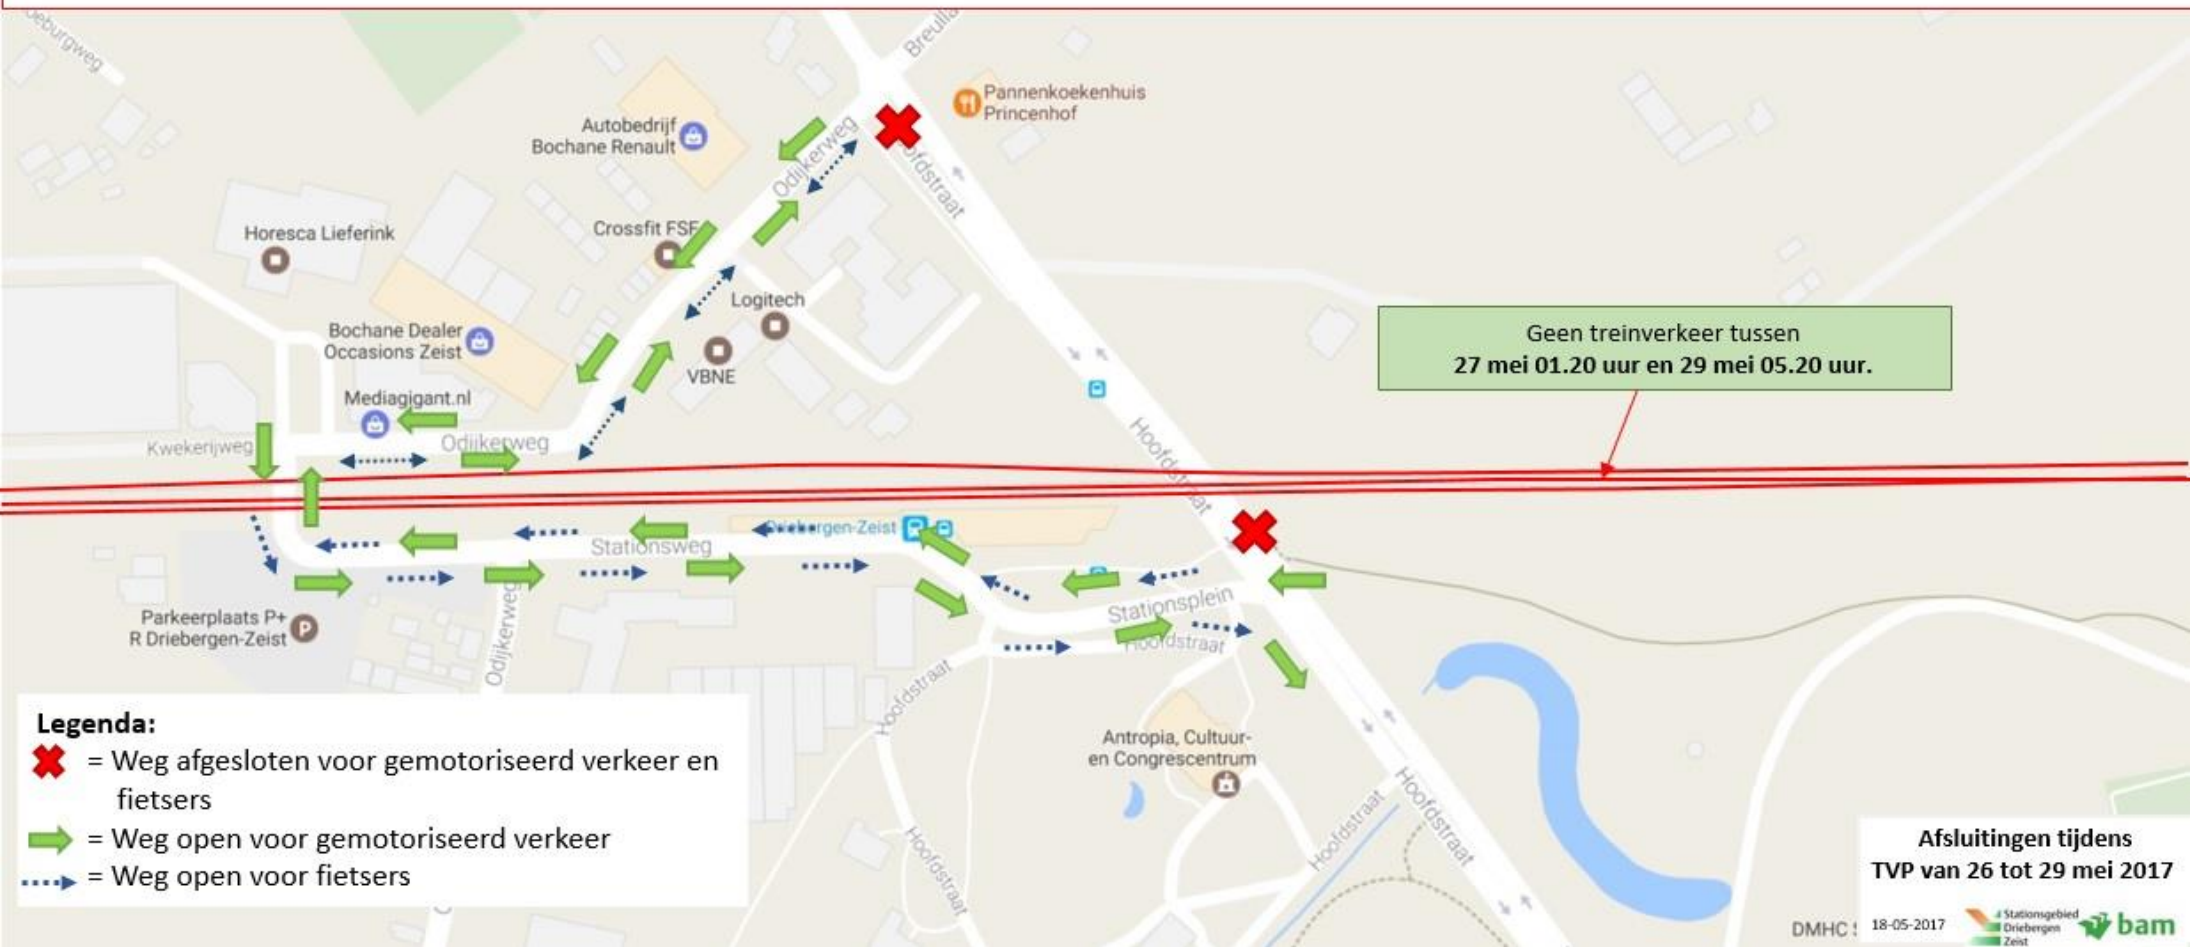 Breulla
Pannenkoekenhuis
Princenhof
Autobedrijf
Bochane Renault
Odijkerweg
Hoofdstraat
Horesca Lieferink
Crossfit FSF
Logitech
Bochane Dealer
Occasions Zeist
VBNE
Geen treinverkeer tussen
27 mei 01.20 uur en 29 mei 05.20 uur.
Mediagigant.nl
Kwekerijweg
Odijkerweg
Hoofdstraat
Driebergen-Zeist
Stationsweg
Odijkerweg
Stationsplein
Hoofdstraat
Parkeerplaats P+
R Driebergen-Zeist
P
Hoofdstraat
Antropia, Cultuur-
en Congrescentrum
Hoofdstraat
Hoofdstraat
Hoofdstraat
Legenda:
= Weg afgesloten voor gemotoriseerd verkeer en
fietsers
= Weg open voor gemotoriseerd verkeer
= Weg open voor fietsers
Afsluitingen tijdens
TVP van 26 tot 29 mei 2017
DMHC
18-05-2017
Stationsgebied
Driebergen
Zeist
bam